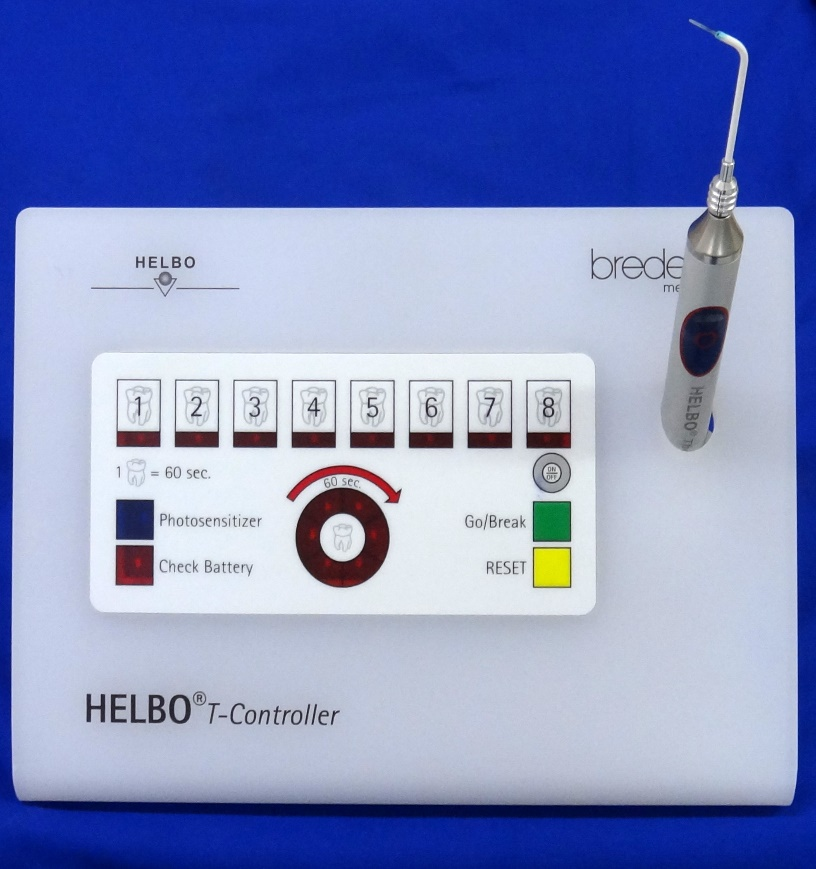 HELBO
brede
me
1 2 3 4 5 6 7 8
1 = 60 sec.
60 sec.
ON
OFF
Photosensitizer
Go/Break
Check Battery
RESET
HELBO®
HELBO® T-Controller